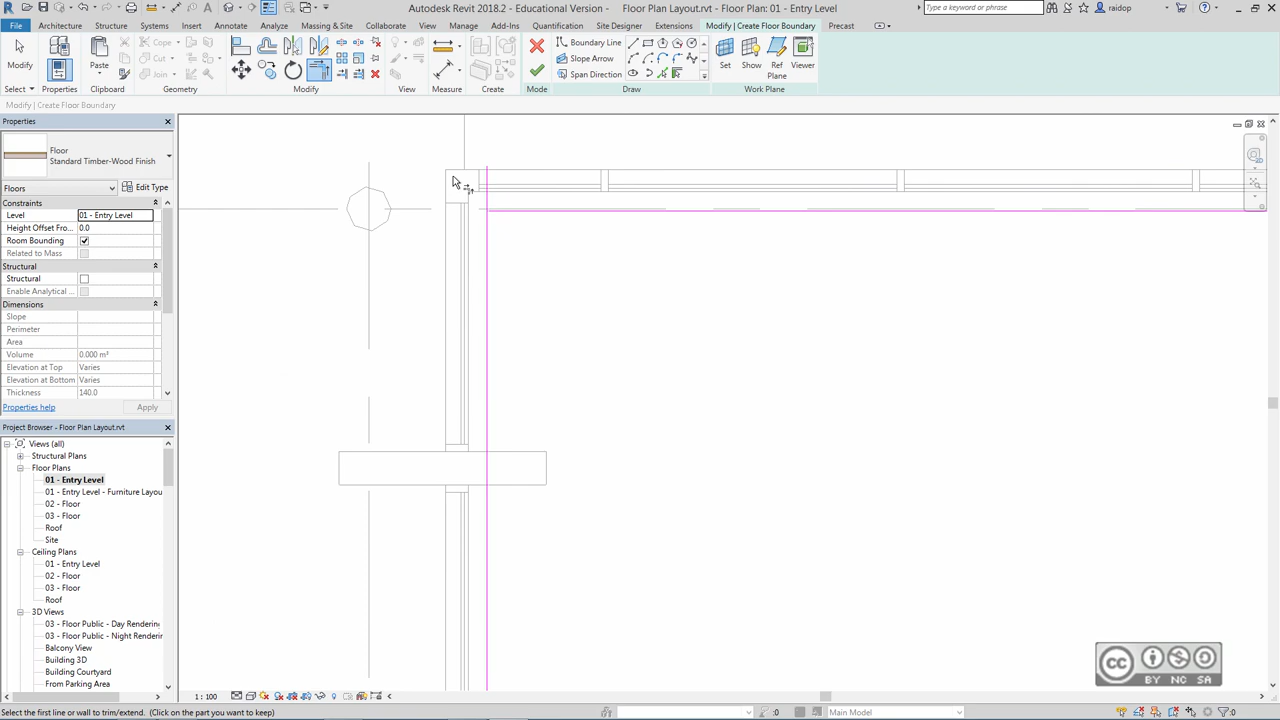 Autodesk Revit 2018.2 - Educational Version - Floor Plan Layout.rvt - Floor Plan: 01 - Entry Level
Type a keyword or phrase
raidop
File Architecture Structure Systems Insert Annotate Analyze Massing & Site Collaborate View Manage Add-Ins Quantification Site Designer Extensions Modify | Create Floor Boundary Precast
Modify
Paste
Cope
Cut
Join
Boundary Line
Slope Arrow
Span Direction
Set Show Ref Plane Viewer
Select Properties Clipboard Geometry Modify View Measure Create Mode Draw Work Plane
Modify | Create Floor Boundary
Properties
Floor
Standard Timber-Wood Finish
Floors Edit Type
Constraints
Level 01 - Entry Level
Height Offset Fro... 0.0
Room Bounding
Related to Mass
Structural
Structural
Enable Analytical ...
Dimensions
Slope
Perimeter
Area
Volume 0.000 m³
Elevation at Top Varies
Elevation at Bottom Varies
Thickness 140.0
Properties help Apply
Project Browser - Floor Plan Layout.rvt
Views (all)
Structural Plans
Floor Plans
01 - Entry Level
01 - Entry Level - Furniture Layou
02 - Floor
03 - Floor
Roof
Site
Ceiling Plans
01 - Entry Level
02 - Floor
03 - Floor
Roof
3D Views
03 - Floor Public - Day Rendering
03 - Floor Public - Night Renderin
Balcony View
Building 3D
Building Courtyard
From Parking Area
CC
BY NC SA
1 : 100
Select the first line or wall to trim/extend. (Click on the part you want to keep)
:0
Main Model
:0